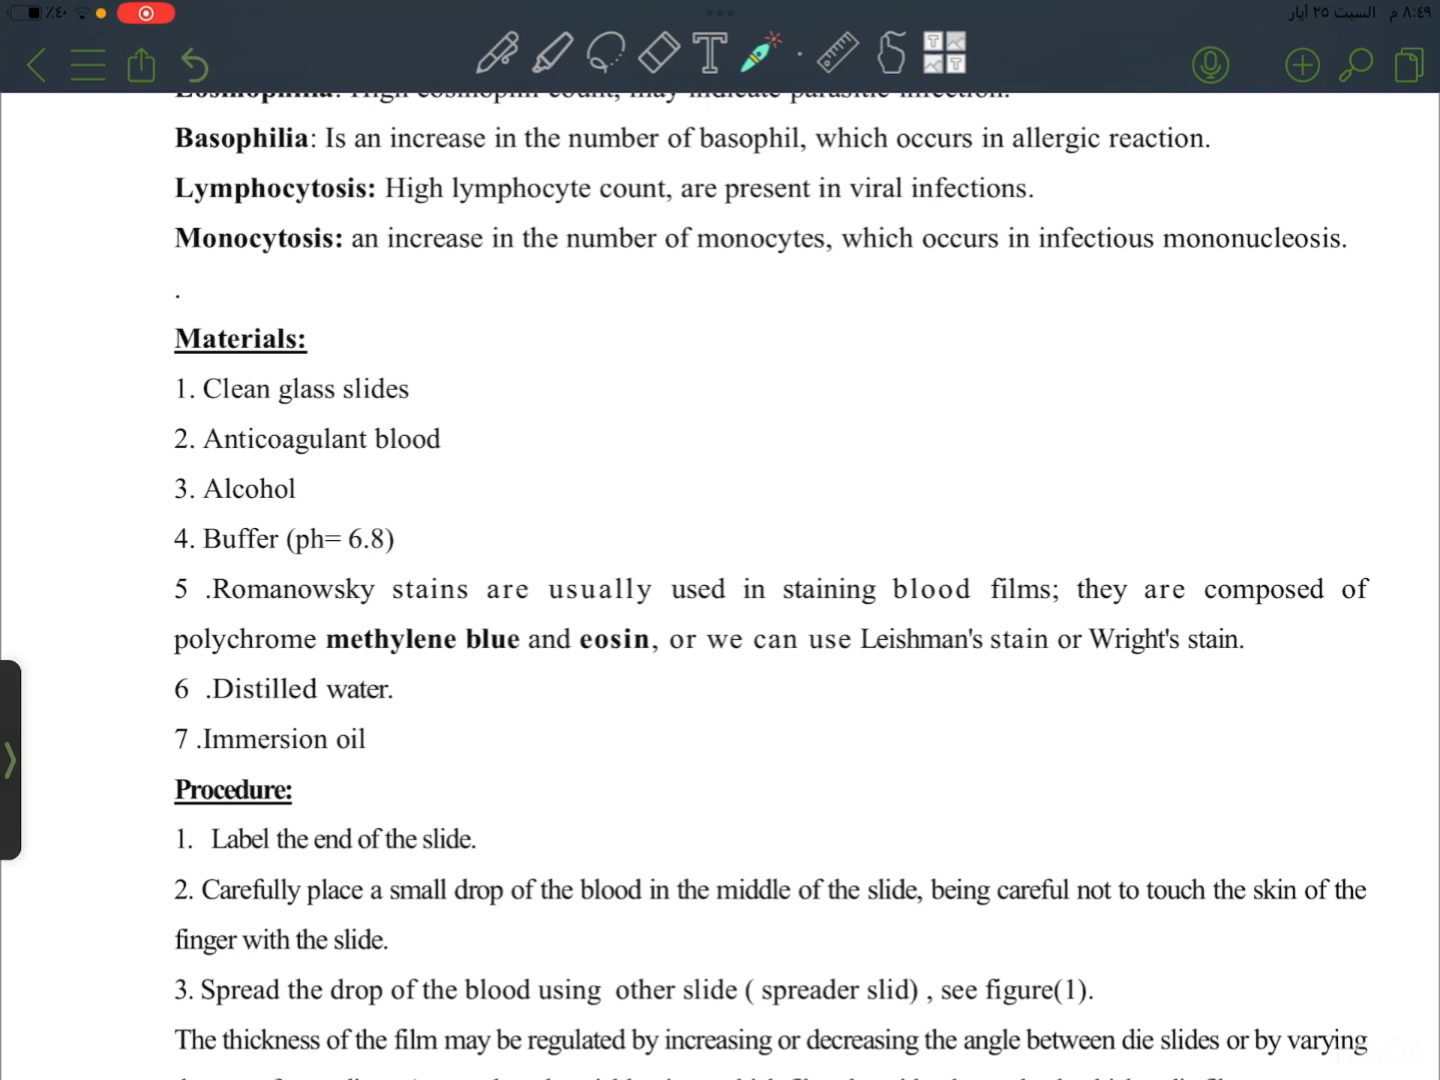 ٪٤٠
٨:٤٩ م السبت ٢٥ أيار
Eosinophilia: High eosinophil count, may indicate parasitic infection.
Basophilia: Is an increase in the number of basophil, which occurs in allergic reaction.
Lymphocytosis: High lymphocyte count, are present in viral infections.
Monocytosis: an increase in the number of monocytes, which occurs in infectious mononucleosis.
.
Materials:
1. Clean glass slides
2. Anticoagulant blood
3. Alcohol
4. Buffer (ph= 6.8)
5 .Romanowsky stains are usually used in staining blood films; they are composed of
polychrome methylene blue and eosin, or we can use Leishman's stain or Wright's stain.
6 .Distilled water.
7 .Immersion oil
Procedure:
1. Label the end of the slide.
2. Carefully place a small drop of the blood in the middle of the slide, being careful not to touch the skin of the
finger with the slide.
3. Spread the drop of the blood using other slide ( spreader slid) , see figure(1).
The thickness of the film may be regulated by increasing or decreasing the angle between die slides or by varying